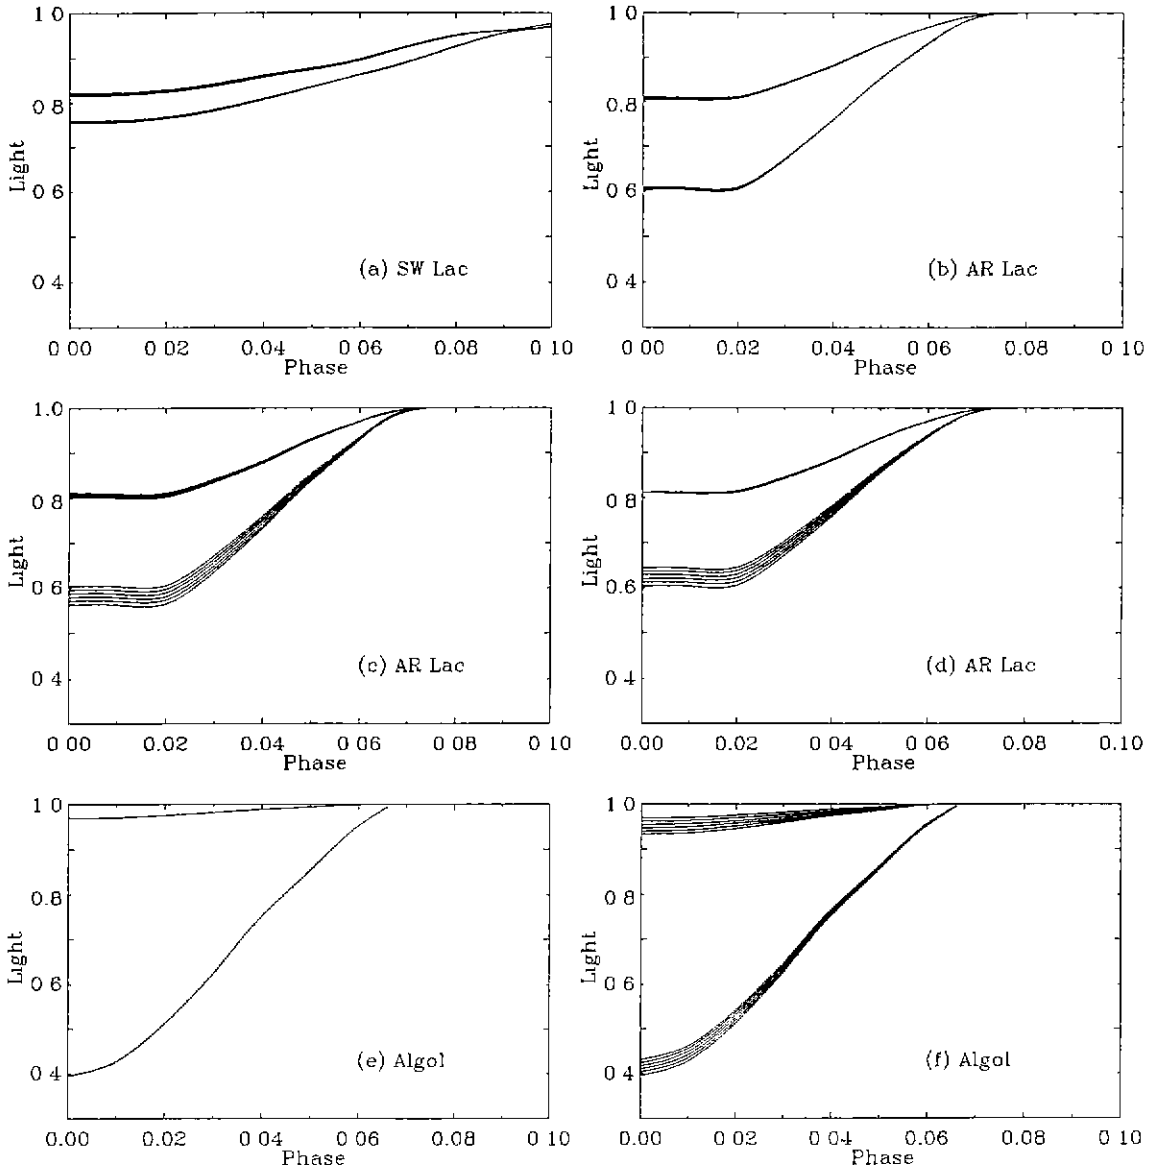 1 0
0 8
0 6
0 4
Light
(a) SW Lac
0 00 0.02 0.04 0 06 0 08 0 10
Phase
1 0
0.8
0 6
0 4
Light
(b) AR Lac
0 00 0.02 0.04 0 06 0 08 0.10
Phase
1.0
0.8
0.6
0 4
Light
(c) AR Lac
0 00 0.02 0.04 0 06 0.08 0 10
Phase
1.0
0.8
0.6
0 4
Light
(d) AR Lac
0.00 0.02 0.04 0 06 0.08 0.10
Phase
1 0
0 8
0 6
0 4
Light
(e) Algol
0.00 0.02 0 04 0 06 0 08 0 10
Phase
1 0
0 8
0 6
0 4
Light
(f) Algol
0.00 0.02 0 04 0 06 0 08 0 10
Phase